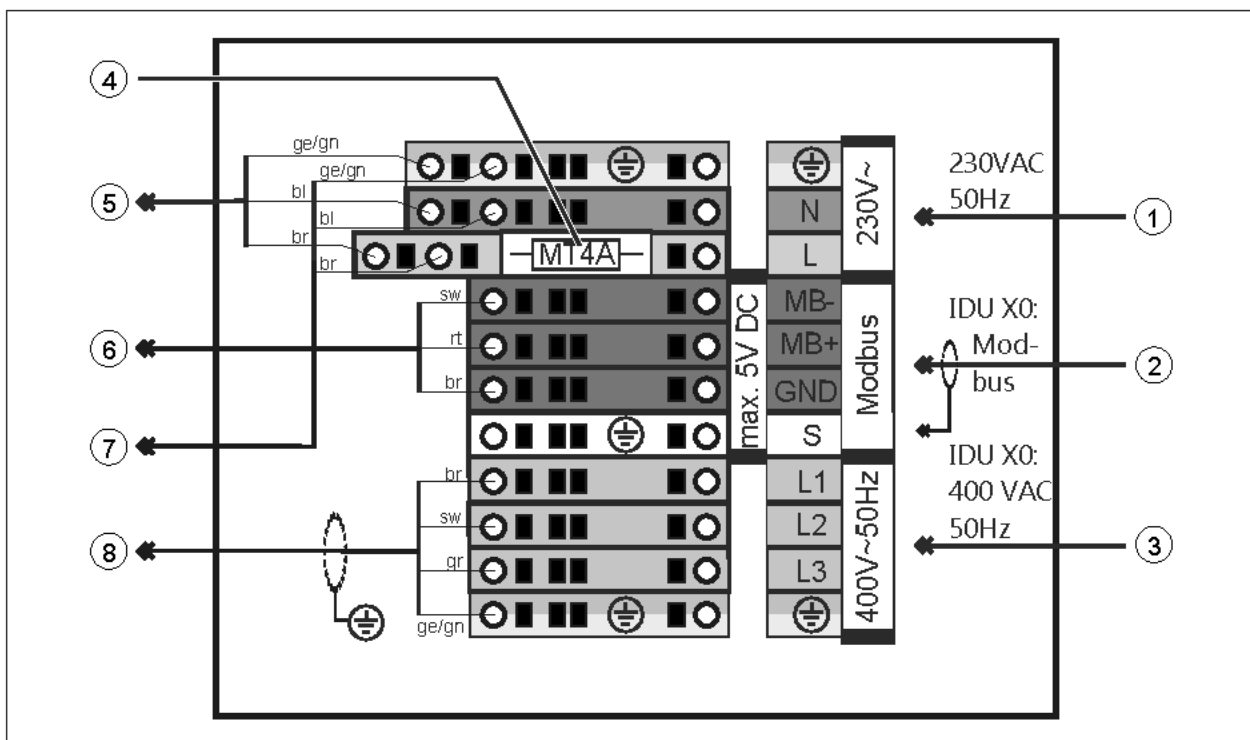 4
ge/gn
ge/gn
5
bl
bl
br
br
MT4A
N
L
230V~
230VAC
50Hz
1
sw
6
rt
br
MB-
MB+
GND
S
max. 5V DC
Modbus
IDU X0:
Mod-
bus
2
7
br
sw
8
gr
ge/gn
L1
L2
L3
400V~50Hz
IDU X0:
400 VAC
50Hz
3